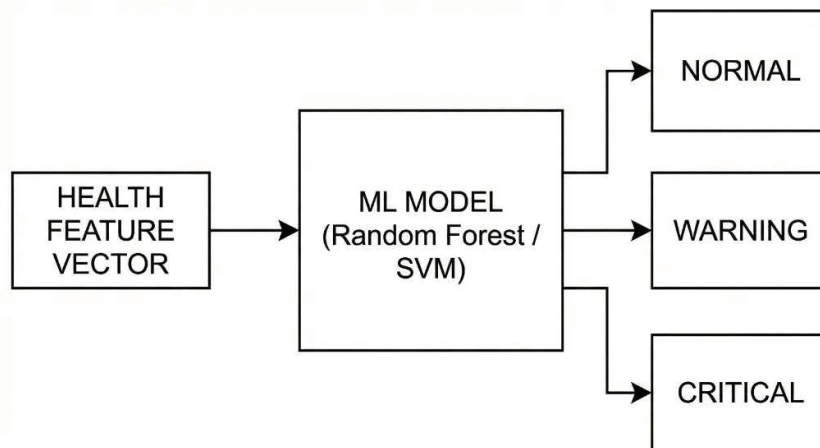 HEALTH
FEATURE
VECTOR
ML MODEL
(Random Forest /
SVM)
NORMAL
WARNING
CRITICAL